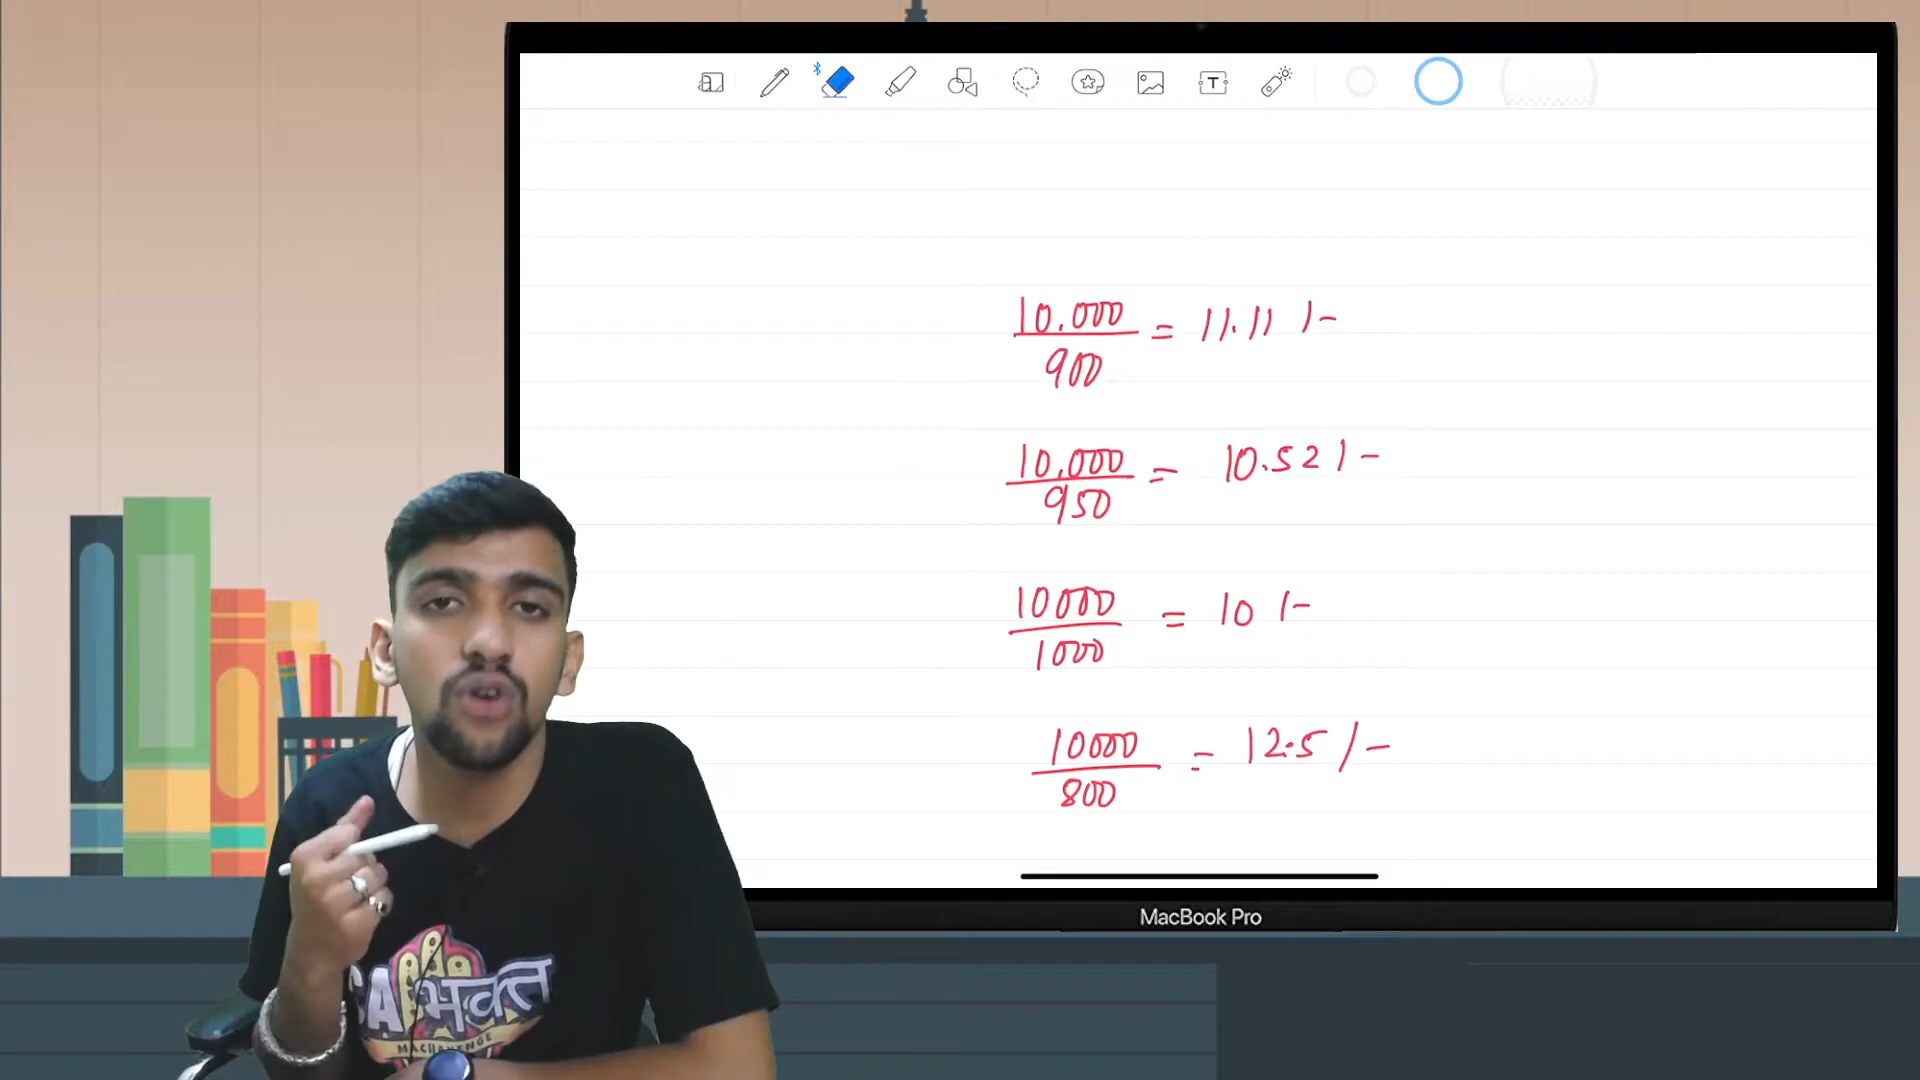 10.000
900
= 11.11 /-
10.000
950
= 10.52 /-
10000
1000
= 10 /-
10000
800
= 12.5 /-
MacBook Pro
CA भक्त
MACHAYENGE